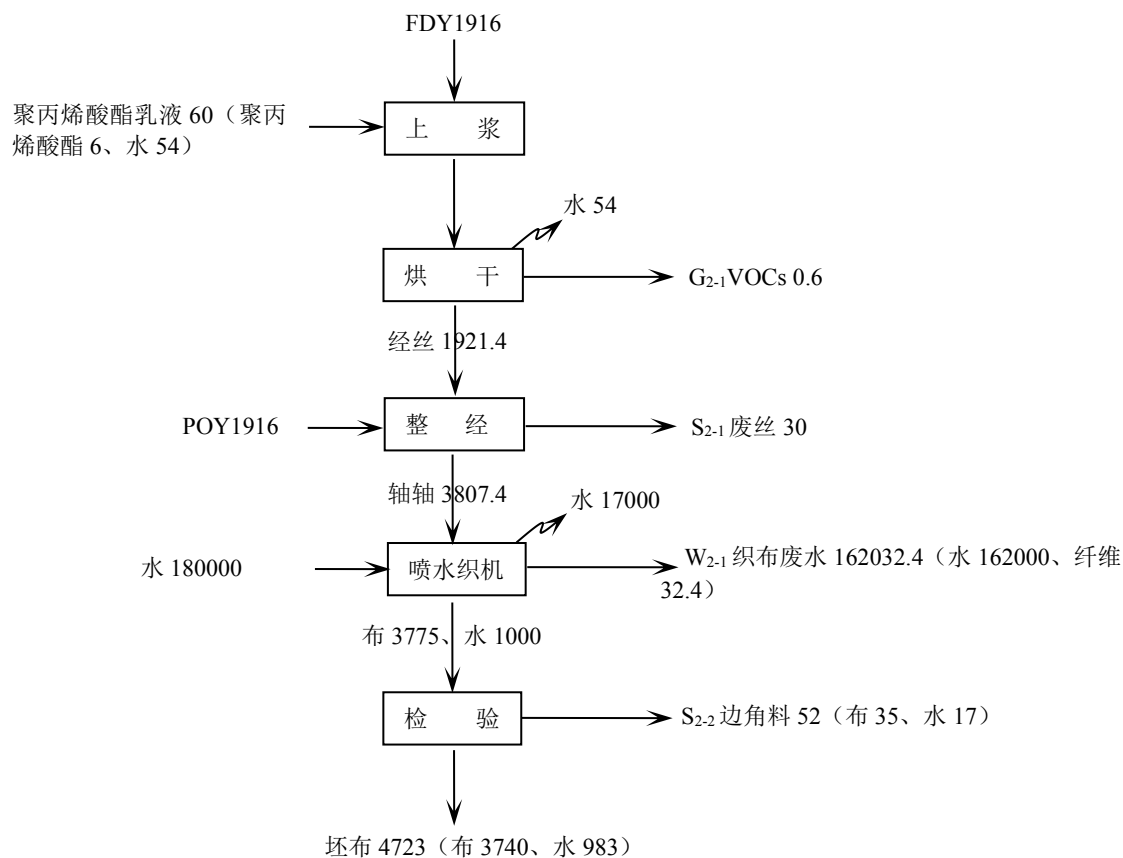 FDY1916
聚丙烯酸酯乳液 60（聚丙
烯酸酯 6、水 54）
上 浆
水 54
烘 干
G2-1VOCs 0.6
经丝 1921.4
POY1916
整 经
S2-1 废丝 30
轴轴 3807.4
水 17000
水 180000
喷水织机
W2-1 织布废水 162032.4（水 162000、纤维
32.4）
布 3775、水 1000
检 验
S2-2 边角料 52（布 35、水 17）
坯布 4723（布 3740、水 983）